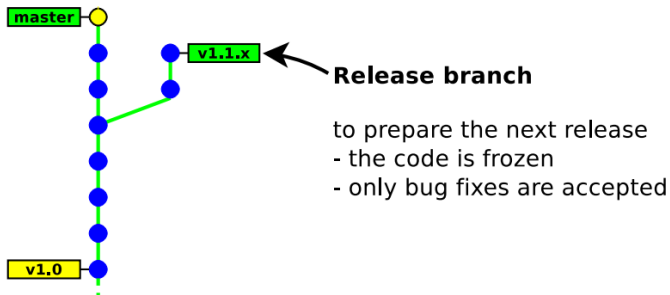 master
v1.1.x
Release branch
to prepare the next release
- the code is frozen
- only bug fixes are accepted
v1.0